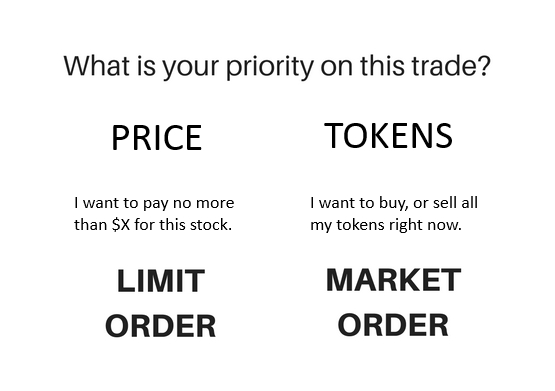 What is your priority on this trade?
PRICE
I want to pay no more
than $X for this stock.
LIMIT
ORDER
TOKENS
I want to buy, or sell all
my tokens right now.
MARKET
ORDER